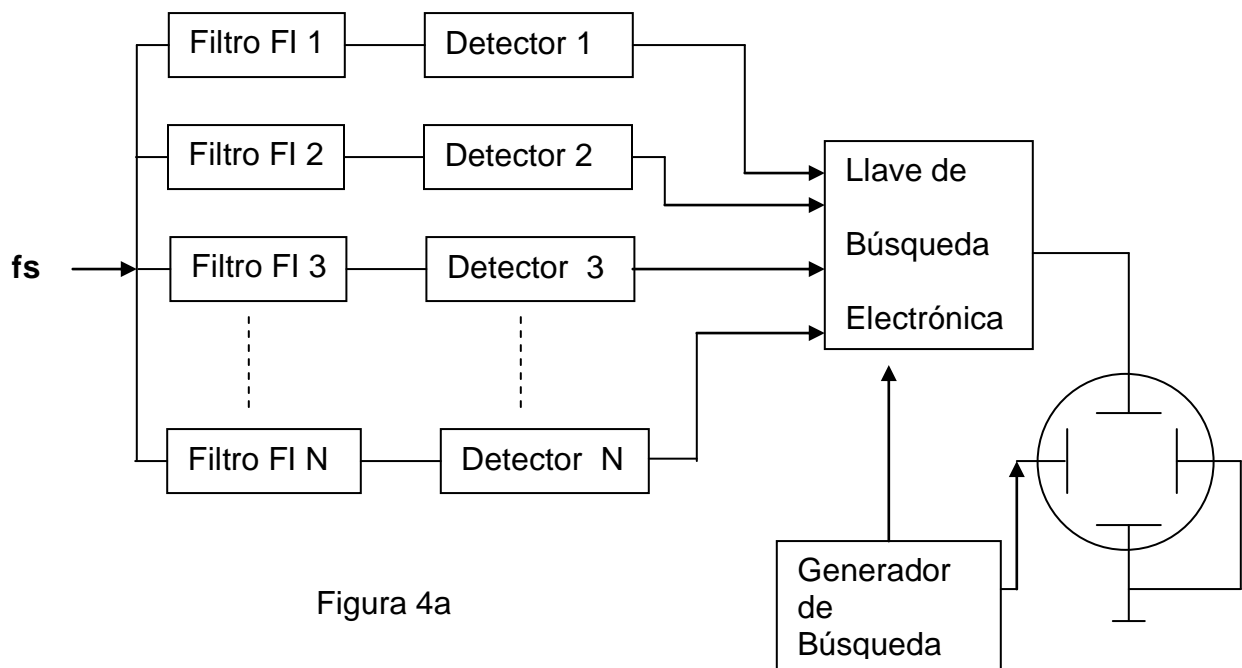 Filtro FI 1
Detector 1
Filtro FI 2
Detector 2
Llave de
Búsqueda
Electrónica
fs
Filtro FI 3
Detector 3
Filtro FI N
Detector N
Generador
de
Búsqueda
Figura 4a